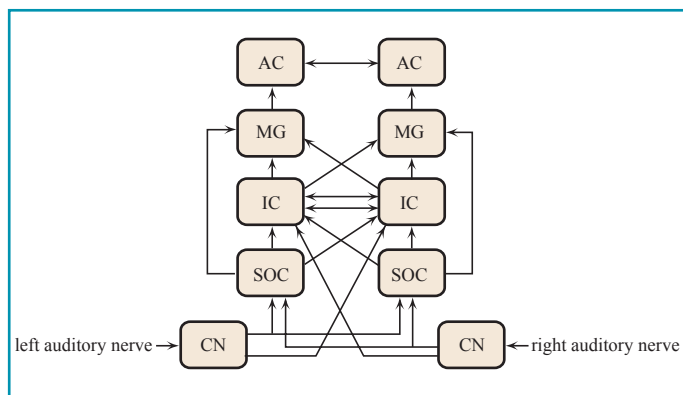 AC AC
MG MG
IC IC
SOC SOC
left auditory nerve CN CN right auditory nerve